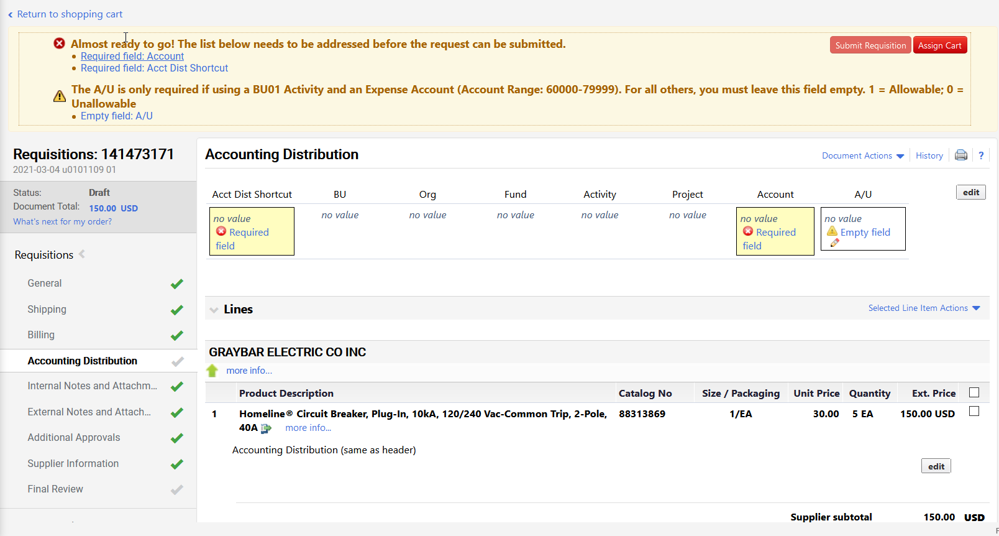 Return to shopping cart
Almost ready to go! The list below needs to be addressed before the request can be submitted.
Submit Requisition
Assign Cart
Required field: Account
Required field: Acct Dist Shortcut
The A/U is only required if using a BU01 Activity and an Expense Account (Account Range: 60000-79999). For all others, you must leave this field empty. 1 = Allowable; 0 =
Unallowable
Empty field: A/U
Requisitions: 141473171
2021-03-04 u0101109 01
Status: Draft
Document Total: 150.00 USD
What's next for my order?
Requisitions
General
Shipping
Billing
Accounting Distribution
Internal Notes and Attachm...
External Notes and Attach...
Additional Approvals
Supplier Information
Final Review
Accounting Distribution
Document Actions
History
?
Acct Dist Shortcut BU Org Fund Activity Project Account A/U
edit
no value no value no value no value no value no value no value no value
Required field
Required field
Empty field
Lines
Selected Line Item Actions
GRAYBAR ELECTRIC CO INC
more info...
Product Description Catalog No Size / Packaging Unit Price Quantity Ext. Price
1 Homeline® Circuit Breaker, Plug-In, 10kA, 120/240 Vac-Common Trip, 2-Pole, 88313869 1/EA 30.00 5 EA 150.00 USD
40A more info...
Accounting Distribution (same as header)
edit
Supplier subtotal 150.00 USD